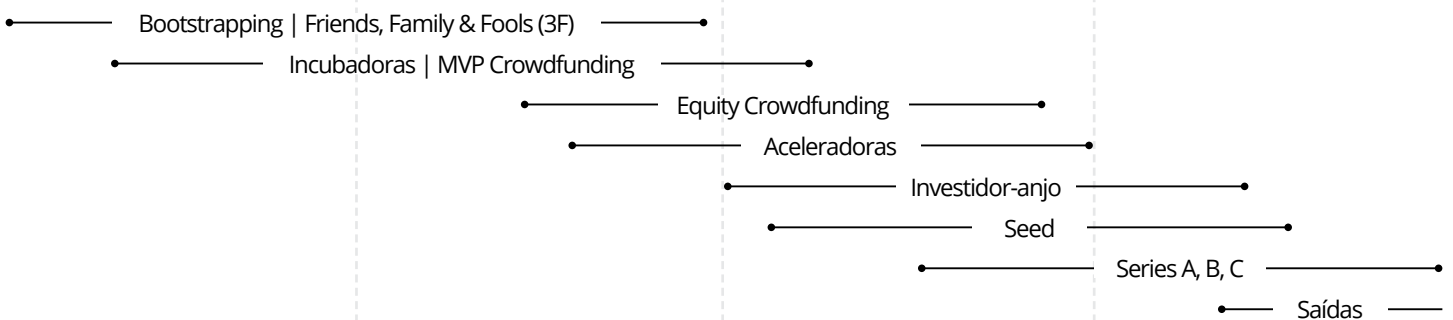 Bootstrapping | Friends, Family & Fools (3F)
Incubadoras | MVP Crowdfunding
Equity Crowdfunding
Aceleradoras
Investidor-anjo
Seed
Series A, B, C
Saídas